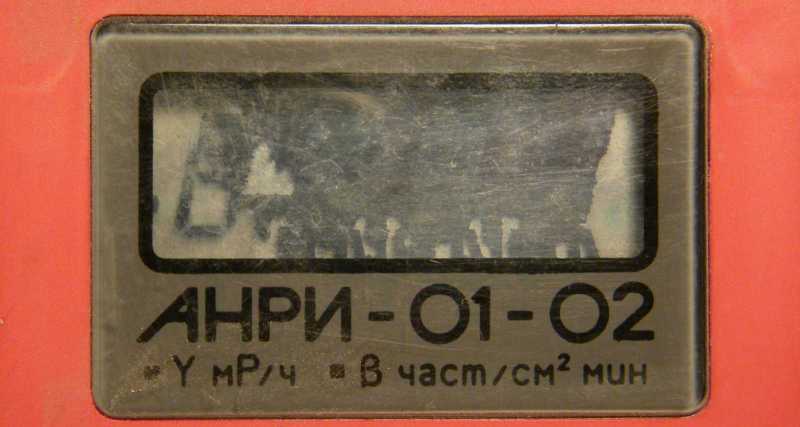 АНРИ-01-02
γ мР/ч β част/см² мин